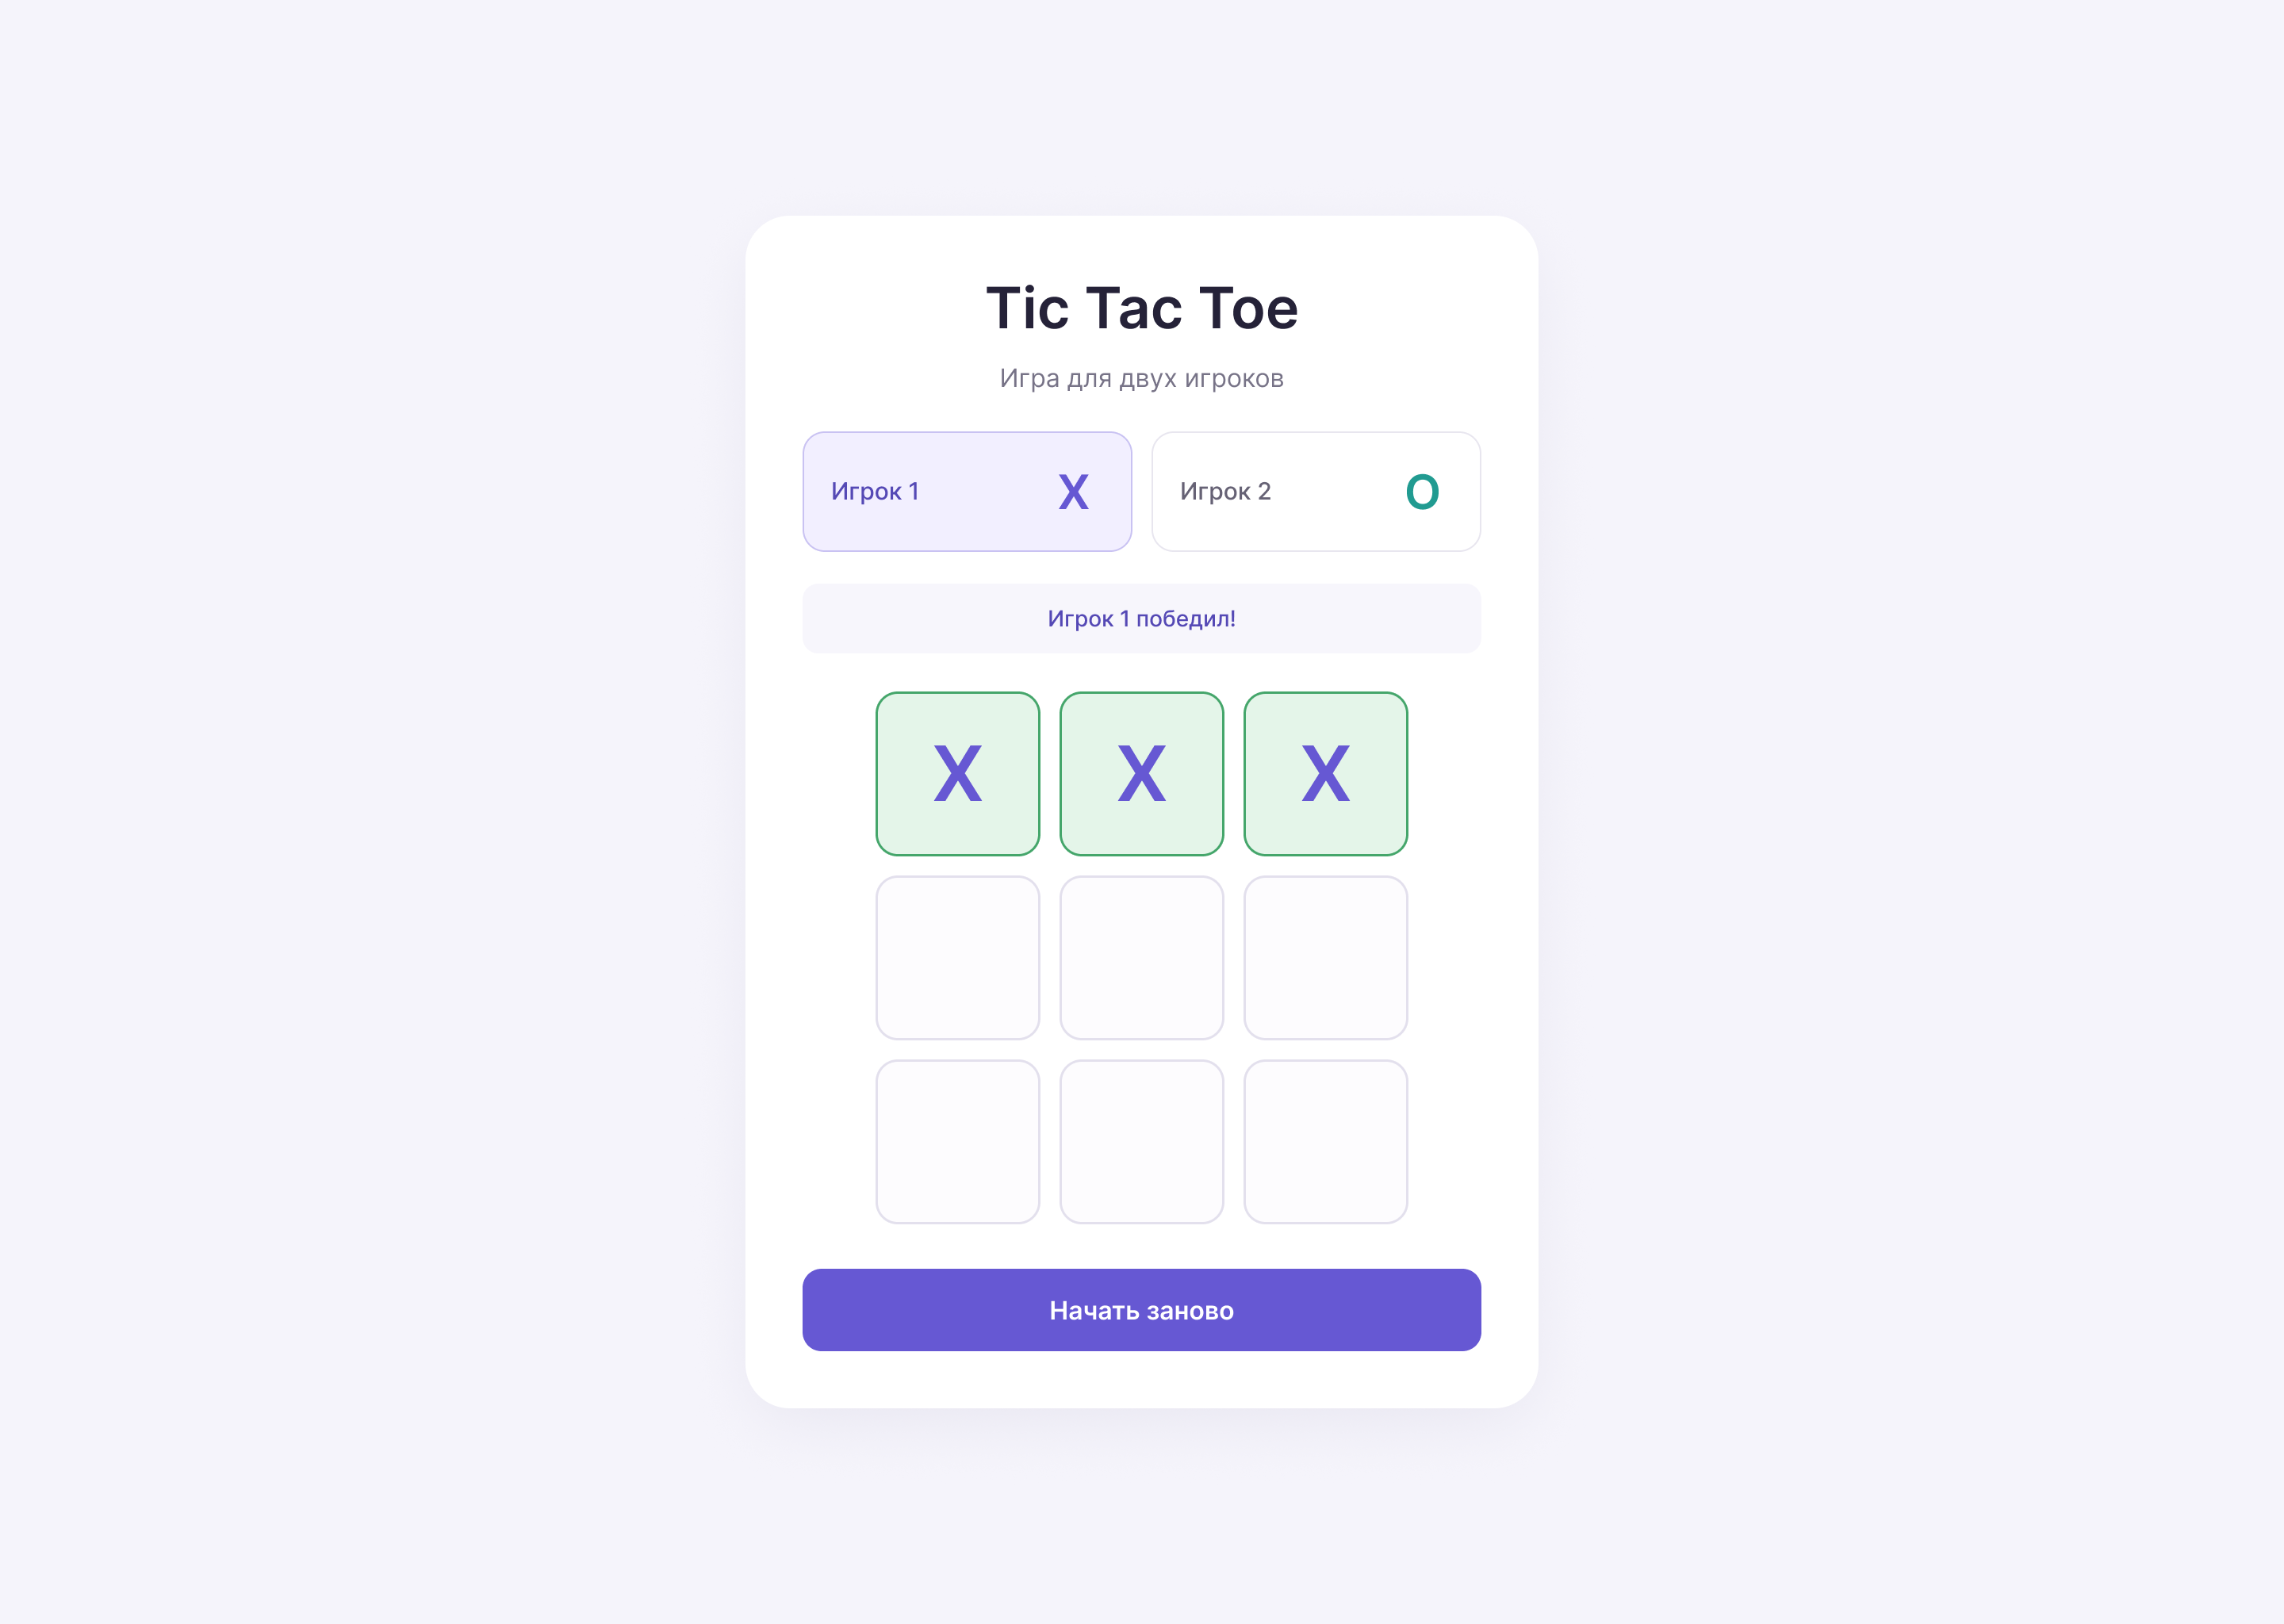 Tic Tac Toe
Игра для двух игроков
Игрок 1 X
Игрок 2 O
Игрок 1 победил!
X X X
Начать заново